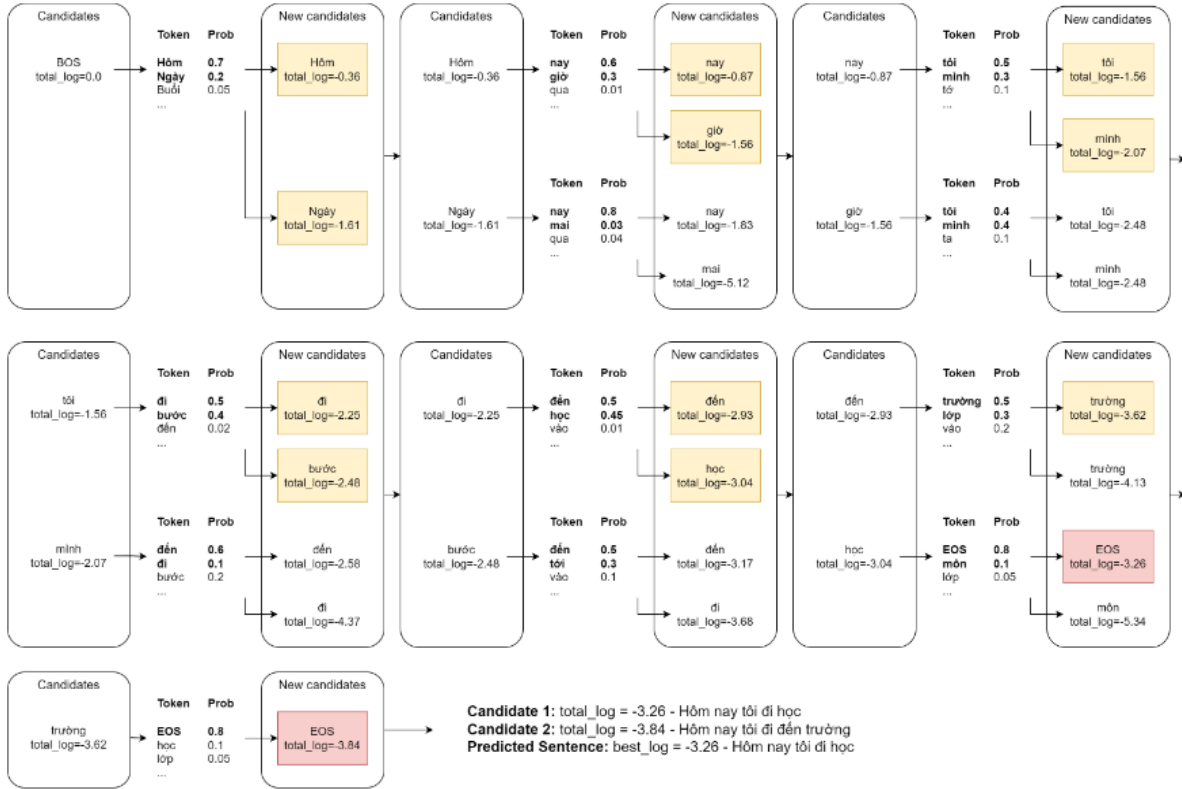 Candidates
BOS
total_log=0.0
Token Prob
Hôm 0.7
Ngày 0.2
Buổi 0.05
...
New candidates
Hôm
total_log=-0.36
Ngày
total_log=-1.61
Candidates
Hôm
total_log=-0.36
Ngày
total_log=-1.61
Token Prob
nay 0.6
giờ 0.3
qua 0.01
...
Token Prob
nay 0.8
mai 0.03
qua 0.04
...
New candidates
nay
total_log=-0.87
giờ
total_log=-1.56
nay
total_log=-1.83
mai
total_log=-5.12
Candidates
nay
total_log=-0.87
giờ
total_log=-1.56
Token Prob
tôi 0.5
mình 0.3
tớ 0.1
...
Token Prob
tôi 0.4
mình 0.4
ta 0.1
...
New candidates
tôi
total_log=-1.56
mình
total_log=-2.07
tôi
total_log=-2.48
mình
total_log=-2.48
Candidates
tôi
total_log=-1.56
mình
total_log=-2.07
Token Prob
đi 0.5
bước 0.4
đến 0.02
...
Token Prob
đến 0.6
đi 0.1
bước 0.2
...
New candidates
đi
total_log=-2.25
bước
total_log=-2.48
đến
total_log=-2.58
đi
total_log=-4.37
Candidates
đi
total_log=-2.25
bước
total_log=-2.48
Token Prob
đến 0.5
học 0.45
vào 0.01
...
Token Prob
đến 0.5
tới 0.3
vào 0.1
...
New candidates
đến
total_log=-2.93
học
total_log=-3.04
đến
total_log=-3.17
đi
total_log=-3.68
Candidates
đến
total_log=-2.93
học
total_log=-3.04
Token Prob
trường 0.5
lớp 0.3
vào 0.2
...
Token Prob
EOS 0.8
môn 0.1
lớp 0.05
...
New candidates
trường
total_log=-3.62
trường
total_log=-4.13
EOS
total_log=-3.26
môn
total_log=-5.34
Candidates
trường
total_log=-3.62
Token Prob
EOS 0.8
học 0.1
lớp 0.05
...
New candidates
EOS
total_log=-3.84
Candidate 1: total_log = -3.26 - Hôm nay tôi đi học
Candidate 2: total_log = -3.84 - Hôm nay tôi đi đến trường
Predicted Sentence: best_log = -3.26 - Hôm nay tôi đi học